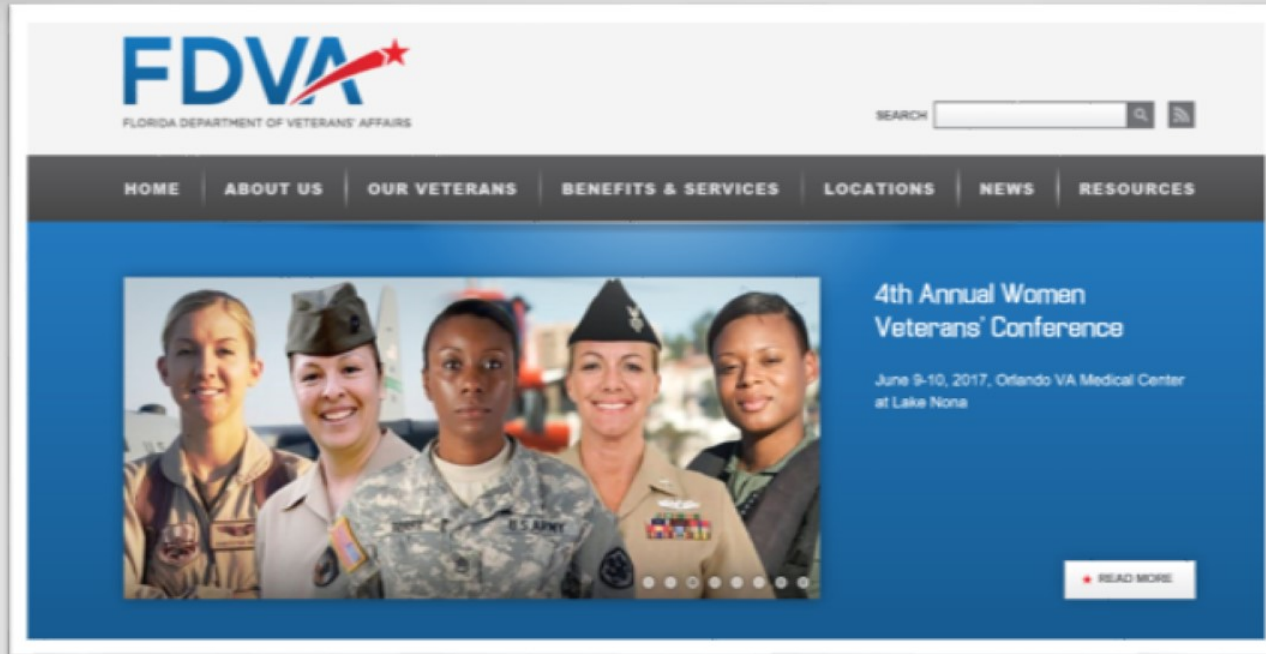 FDVA
FLORIDA DEPARTMENT OF VETERANS' AFFAIRS
SEARCH
HOME ABOUT US OUR VETERANS BENEFITS & SERVICES LOCATIONS NEWS RESOURCES
4th Annual Women
Veterans' Conference
June 9-10, 2017, Orlando VA Medical Center
at Lake Nona
U.S. ARMY
READ MORE